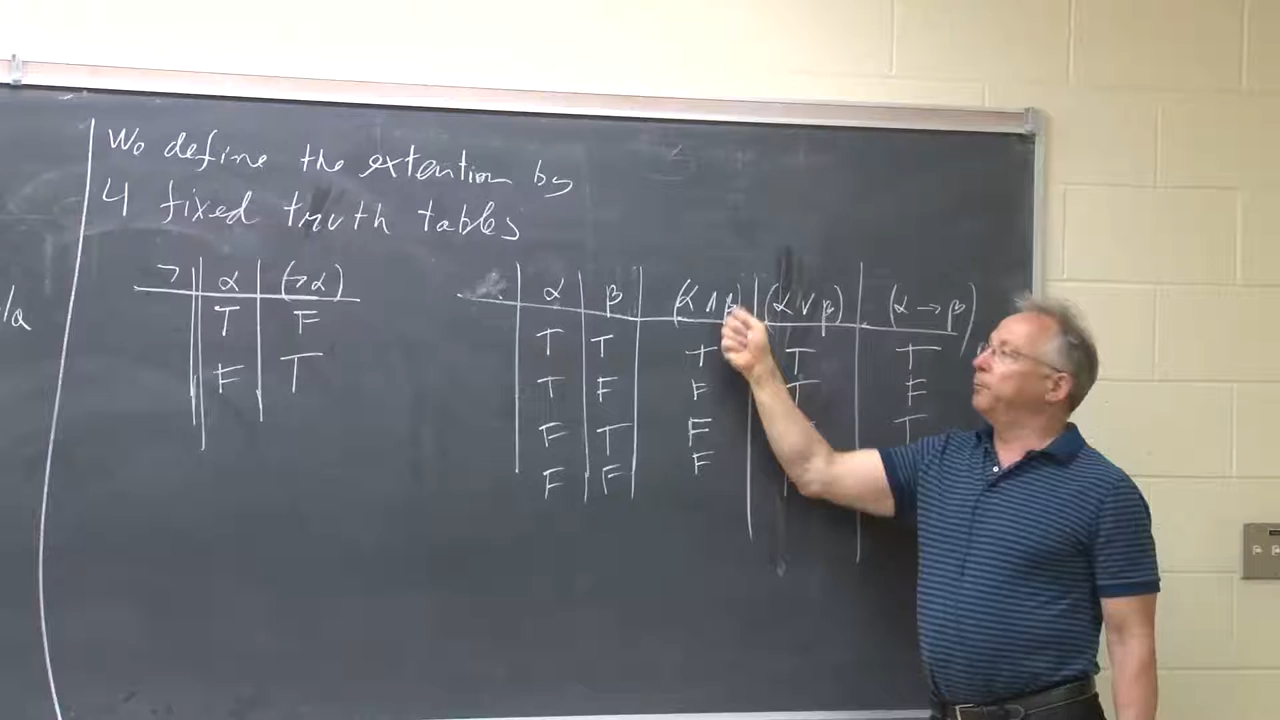 We define the extention by
4 fixed truth tables
¬ α (¬α)
T F
F T
α β (α ∧ β) (α ∨ β) (α → β)
T T T T T
T F F T F
F T F T
F F F